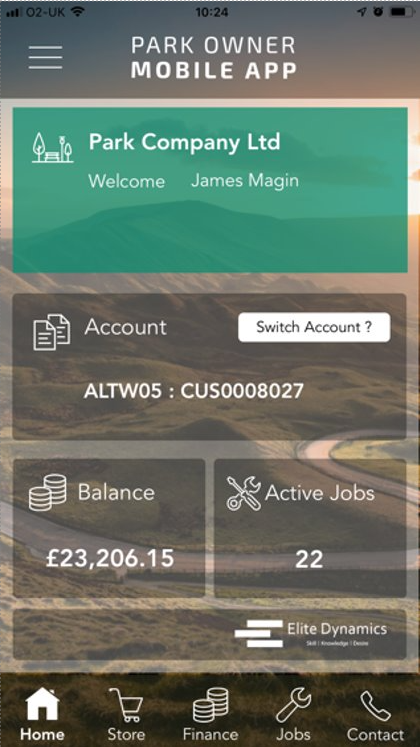 O2-UK 10:24
PARK OWNER
MOBILE APP
Park Company Ltd
Welcome James Magin
Account Switch Account ?
ALTW05 : CUS0008027
Balance Active Jobs
£23,206.15 22
Elite Dynamics
Skill | Knowledge | Desire
Home Store Finance Jobs Contact